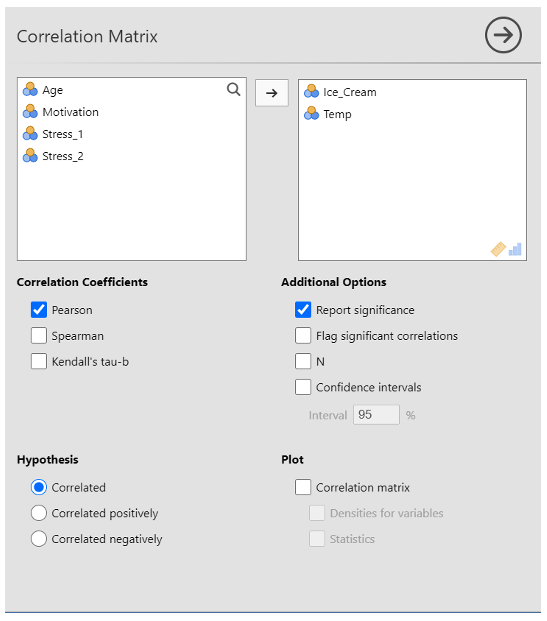 Correlation Matrix
Age
Motivation
Stress_1
Stress_2
Ice_Cream
Temp
Correlation Coefficients
Pearson
Spearman
Kendall's tau-b
Additional Options
Report significance
Flag significant correlations
N
Confidence intervals
Interval 95 %
Hypothesis
Correlated
Correlated positively
Correlated negatively
Plot
Correlation matrix
Densities for variables
Statistics